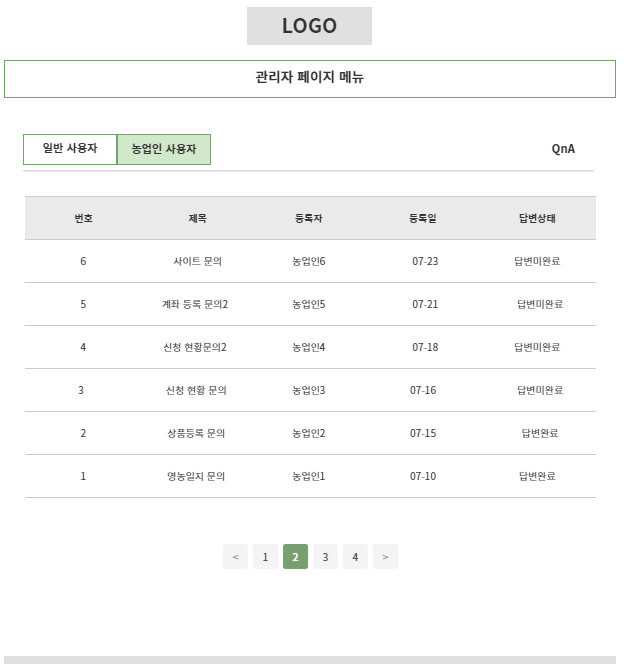 LOGO
관리자 페이지 메뉴
일반 사용자 농업인 사용자 QnA
번호 제목 등록자 등록일 답변상태
6 사이트 문의 농업인6 07-23 답변미완료
5 계좌 등록 문의2 농업인5 07-21 답변미완료
4 신청 현황문의2 농업인4 07-18 답변미완료
3 신청 현황 문의 농업인3 07-16 답변미완료
2 상품등록 문의 농업인2 07-15 답변완료
1 영농일지 문의 농업인1 07-10 답변완료
< 1 2 3 4 >